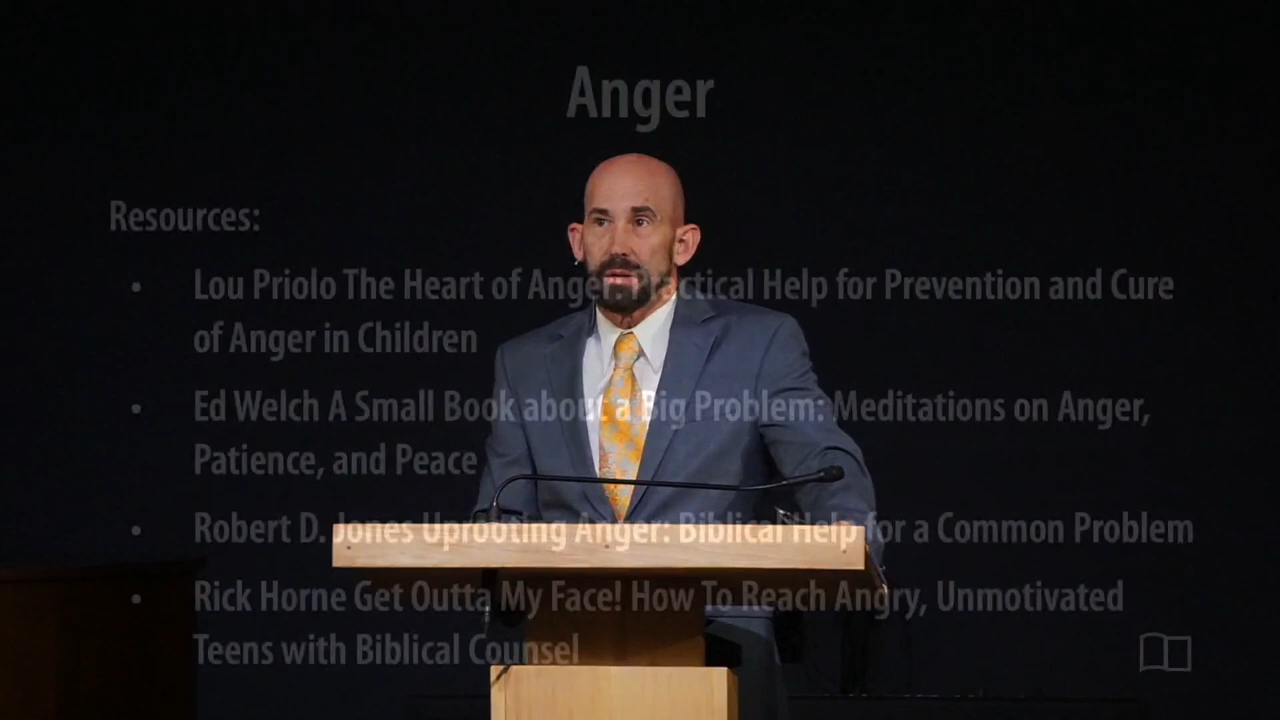 Anger
Resources:
• Lou Priolo The Heart of Anger: Practical Help for Prevention and Cure
of Anger in Children
• Ed Welch A Small Book about a Big Problem: Meditations on Anger,
Patience, and Peace
• Robert D. Jones Uprooting Anger: Biblical Help for a Common Problem
• Rick Horne Get Outta My Face! How To Reach Angry, Unmotivated
Teens with Biblical Counsel